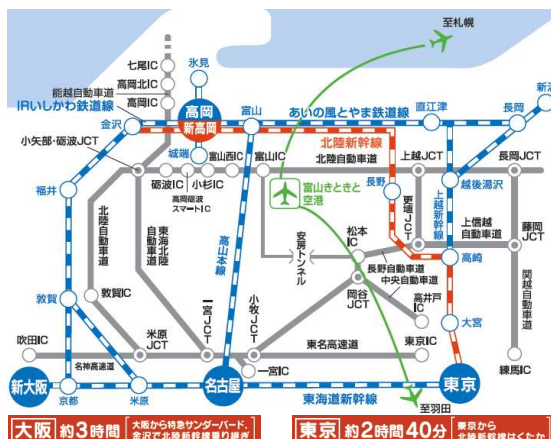 至札幌
七尾IC
氷見
高岡北IC
能越自動車道
高岡IC
IRいしかわ鉄道線
高岡
新高岡
富山
あいの風とやま鉄道線
直江津
長岡
金沢
北陸新幹線
小矢部・砺波JCT
城端
富山西IC
富山IC
北陸自動車道
上越JCT
長岡JCT
砺波IC
小杉IC
高岡砺波
スマートIC
富山きときと
空港
長野
越後湯沢
福井
北陸自動車道
東海北陸
自動車道
高山本線
安房トンネル
松本
IC
更埴JCT
上越新幹線
上信越
自動車道
藤岡
JCT
長野自動車道
高崎
中央自動車道
岡谷
JCT
高井戸
IC
関越自動車道
敦賀
敦賀IC
米原
JCT
一宮JCT
小牧JCT
大宮
吹田IC
名神高速道
東名高速道
東京IC
一宮IC
練馬IC
新大阪
京都
米原
名古屋
東海道新幹線
東京
至羽田
大阪 約3時間
大阪から特急サンダーバード、
金沢で北陸新幹線乗り継ぎ
東京 約2時間40分
東京から
北陸新幹線はくたか